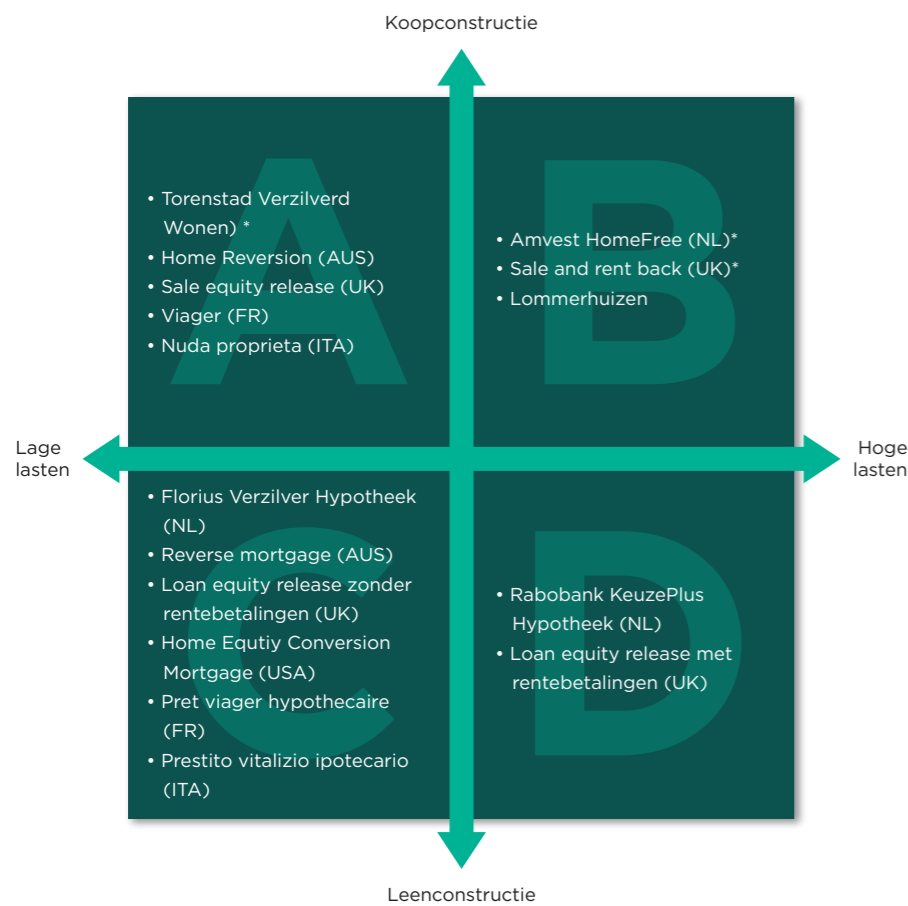 Koopconstructie
A
• Torenstad Verzilverd
Wonen) *
• Home Reversion (AUS)
• Sale equity release (UK)
• Viager (FR)
• Nuda proprieta (ITA)
B
• Amvest HomeFree (NL)*
• Sale and rent back (UK)*
• Lommerhuizen
Lage
lasten
Hoge
lasten
C
• Florius Verzilver Hypotheek
(NL)
• Reverse mortgage (AUS)
• Loan equity release zonder
rentebetalingen (UK)
• Home Equtiy Conversion
Mortgage (USA)
• Pret viager hypothecaire
(FR)
• Prestito vitalizio ipotecario
(ITA)
D
• Rabobank KeuzePlus
Hypotheek (NL)
• Loan equity release met
rentebetalingen (UK)
Leenconstructie